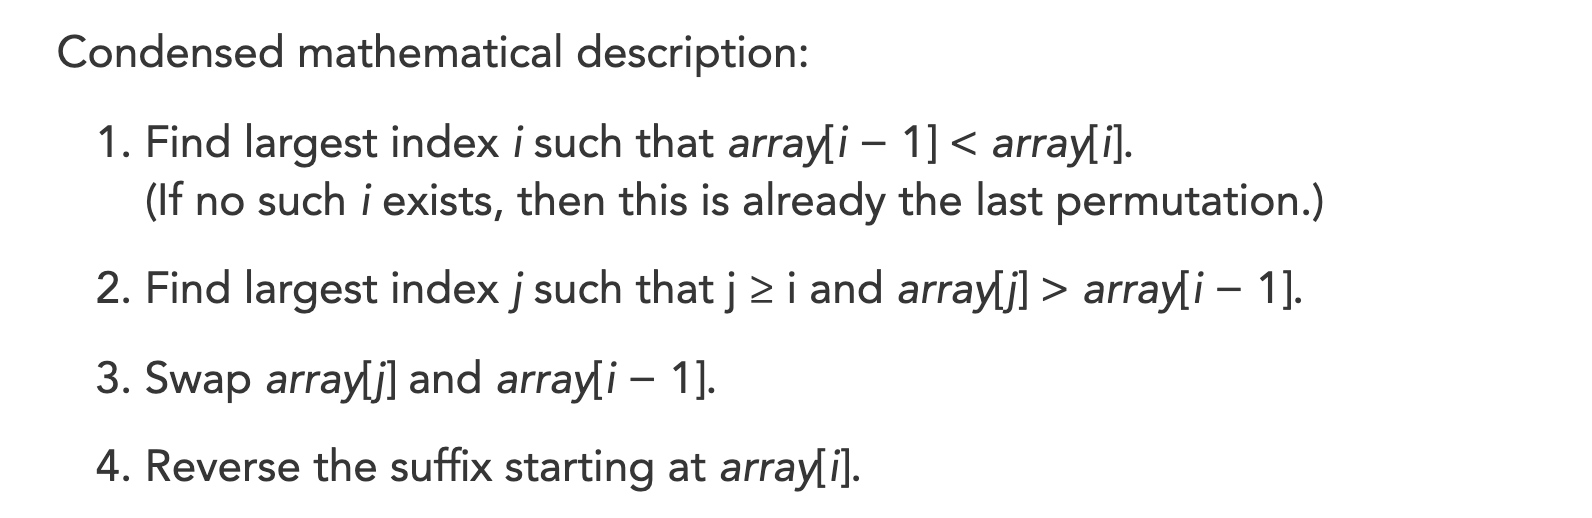 Condensed mathematical description:
1. Find largest index i such that array[i − 1] < array[i].
(If no such i exists, then this is already the last permutation.)
2. Find largest index j such that j ≥ i and array[j] > array[i − 1].
3. Swap array[j] and array[i − 1].
4. Reverse the suffix starting at array[i].